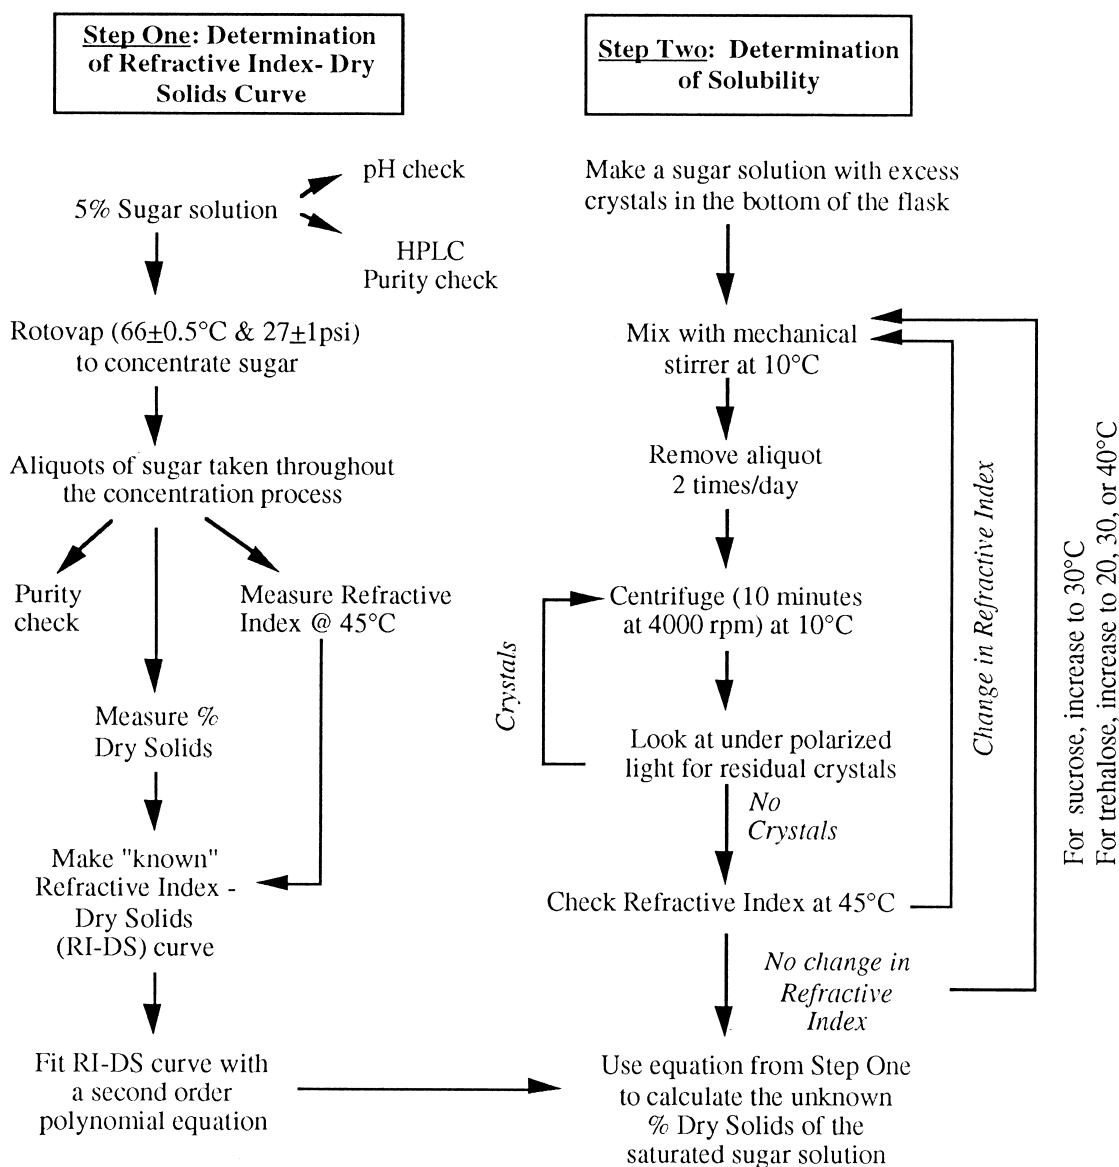 Step One: Determination
of Refractive Index- Dry
Solids Curve
5% Sugar solution
pH check
HPLC
Purity check
Rotovap (66±0.5°C & 27±1psi)
to concentrate sugar
Aliquots of sugar taken throughout
the concentration process
Purity
check
Measure Refractive
Index @ 45°C
Measure %
Dry Solids
Make "known"
Refractive Index -
Dry Solids
(RI-DS) curve
Fit RI-DS curve with
a second order
polynomial equation
Step Two: Determination
of Solubility
Make a sugar solution with excess
crystals in the bottom of the flask
Mix with mechanical
stirrer at 10°C
Remove aliquot
2 times/day
Centrifuge (10 minutes
at 4000 rpm) at 10°C
Crystals
Look at under polarized
light for residual crystals
No
Crystals
Check Refractive Index at 45°C
Change in Refractive Index
No change in
Refractive
Index
For sucrose, increase to 30°C
For trehalose, increase to 20, 30, or 40°C
Use equation from Step One
to calculate the unknown
% Dry Solids of the
saturated sugar solution